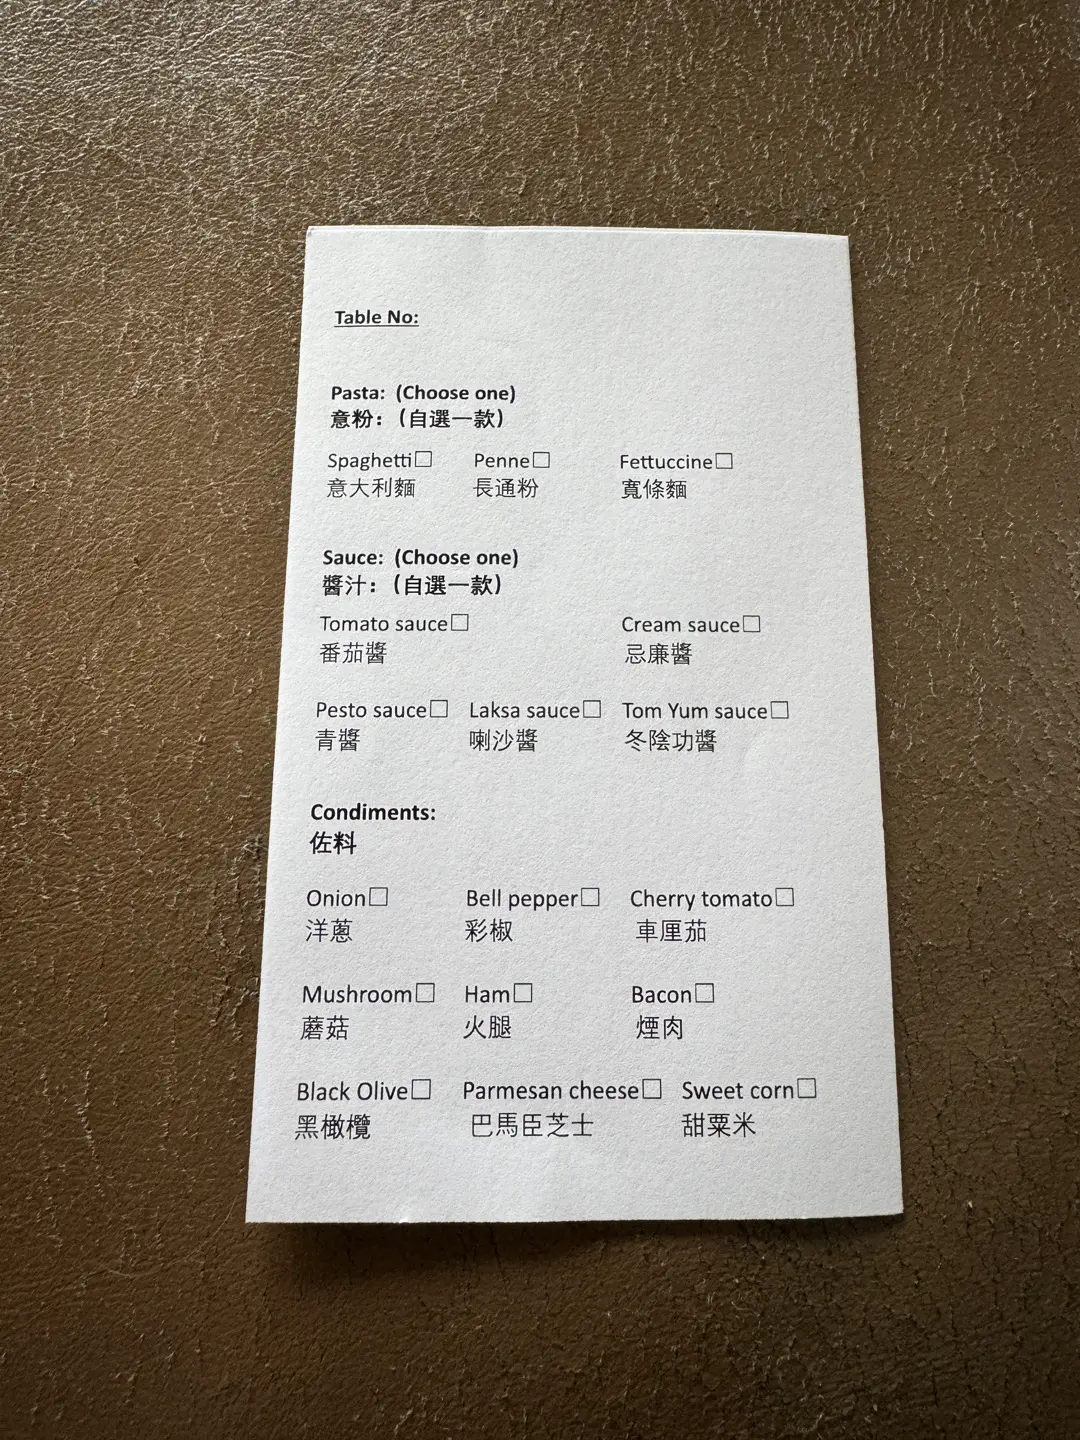 Table No:
Pasta: (Choose one)
意粉：（自選一款）
Spaghetti□ Penne□ Fettuccine□
意大利麵 長通粉 寬條麵
Sauce: (Choose one)
醬汁：（自選一款）
Tomato sauce□ Cream sauce□
番茄醬 忌廉醬
Pesto sauce□ Laksa sauce□ Tom Yum sauce□
青醬 喇沙醬 冬陰功醬
Condiments:
佐料
Onion□ Bell pepper□ Cherry tomato□
洋蔥 彩椒 車厘茄
Mushroom□ Ham□ Bacon□
蘑菇 火腿 煙肉
Black Olive□ Parmesan cheese□ Sweet corn□
黑橄欖 巴馬臣芝士 甜粟米